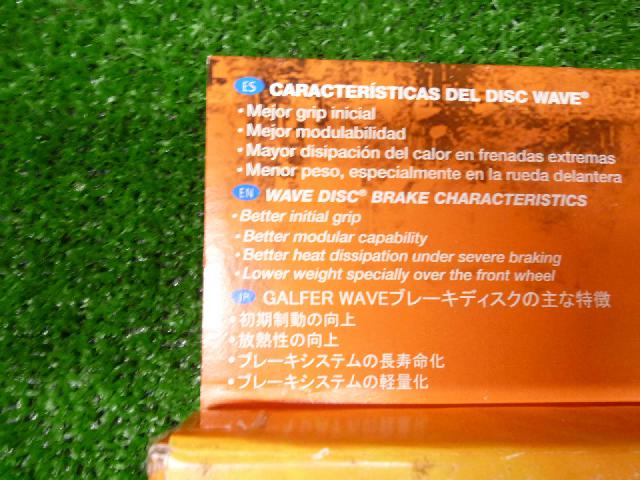 ES CARACTERÍSTICAS DEL DISC WAVE®
• Mejor grip inicial
• Mejor modulabilidad
• Mayor disipación del calor en frenadas extremas
• Menor peso, especialmente en la rueda delantera
EN WAVE DISC® BRAKE CHARACTERISTICS
• Better initial grip
• Better modular capability
• Better heat dissipation under severe braking
• Lower weight specially over the front wheel
JP GALFER WAVEブレーキディスクの主な特徴
• 初期制動の向上
• 放熱性の向上
• ブレーキシステムの長寿命化
• ブレーキシステムの軽量化